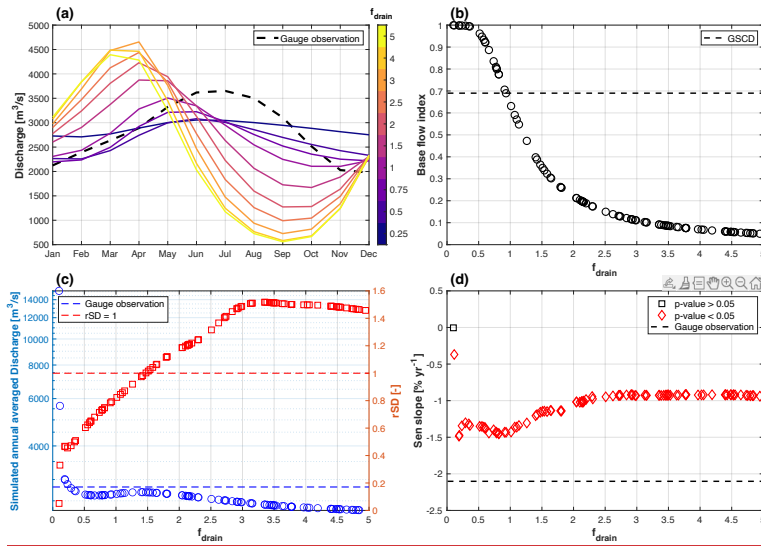 (a)
f_drain
Discharge [m³/s]
Gauge observation
5000
4500
4000
3500
3000
2500
2000
1500
1000
500
Jan Feb Mar Apr May Jun Jul Aug Sep Oct Nov Dec
5
4
3
2.5
2
1.5
1
0.75
0.5
0.25
(b)
Base flow index
GSCD
1
0.9
0.8
0.7
0.6
0.5
0.4
0.3
0.2
0.1
0
0 0.5 1 1.5 2 2.5 3 3.5 4 4.5 5
f_drain
(c)
Simulated annual averaged Discharge [m³/s]
Gauge observation
rSD = 1
14000
12000
10000
8000
6000
4000
1.6
1.4
1.2
1
0.8
0.6
0.4
0.2
0
rSD [-]
0 0.5 1 1.5 2 2.5 3 3.5 4 4.5 5
f_drain
(d)
Sen slope [% yr⁻¹]
p-value > 0.05
p-value < 0.05
Gauge observation
0.5
0
-0.5
-1
-1.5
-2
-2.5
0 0.5 1 1.5 2 2.5 3 3.5 4 4.5 5
f_drain